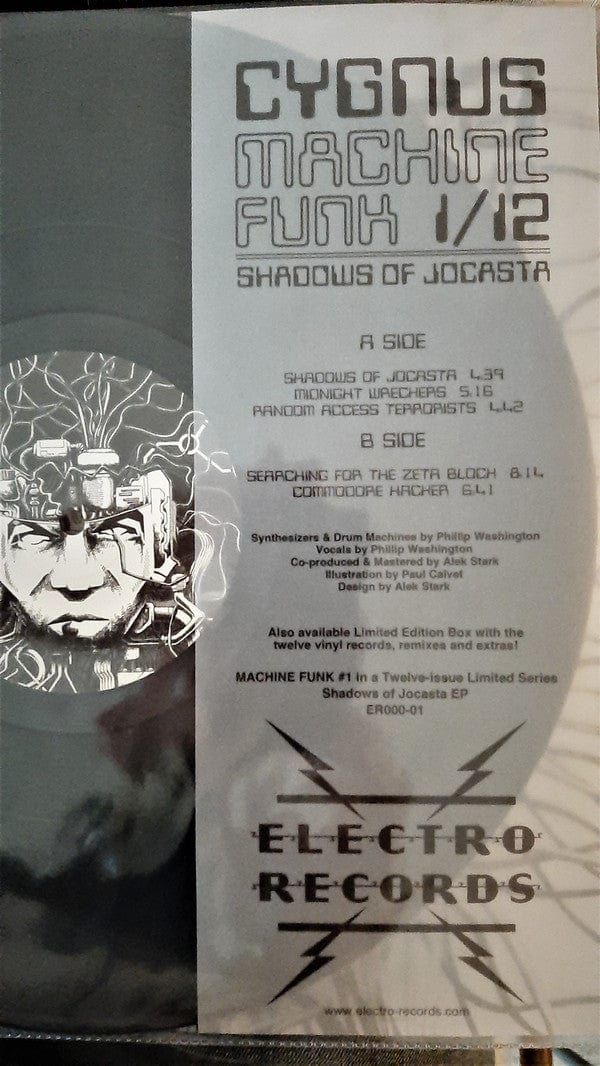 CYGNUS
MACHINE
FUNK 1/12
SHADOWS OF JOCASTA
A SIDE
SHADOWS OF JOCASTA 4.39
MIDNIGHT WRECKERS 5.16
RANDOM ACCESS TERRORISTS 4.42
B SIDE
SEARCHING FOR THE ZETA BLOCK 8.14
COMMODORE HACKER 6.41
Synthesizers & Drum Machines by Phillip Washington
Vocals by Phillip Washington
Co-produced & Mastered by Alek Stark
Illustration by Paul Calvet
Design by Alek Stark
Also available Limited Edition Box with the
twelve vinyl records, remixes and extras!
MACHINE FUNK #1 in a Twelve-issue Limited Series
Shadows of Jocasta EP
ER000-01
ELECTRO
RECORDS
www.electro-records.com